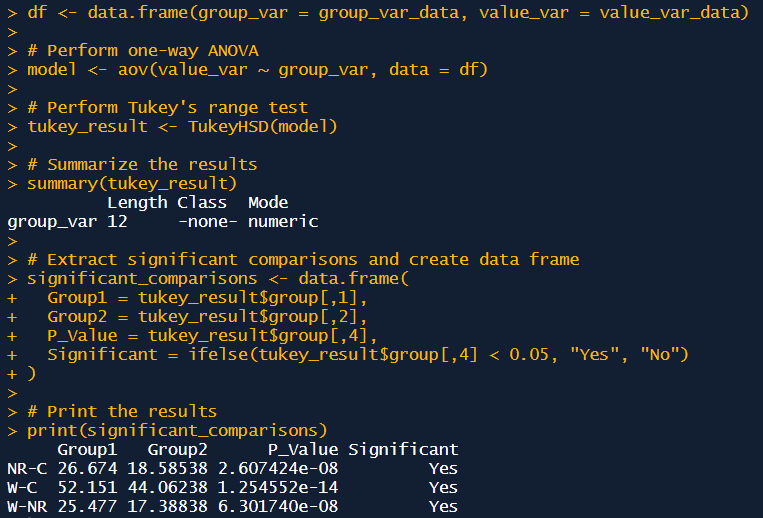 > df <- data.frame(group_var = group_var_data, value_var = value_var_data)
>
> # Perform one-way ANOVA
> model <- aov(value_var ~ group_var, data = df)
>
> # Perform Tukey's range test
> tukey_result <- TukeyHSD(model)
>
> # Summarize the results
> summary(tukey_result)
          Length Class  Mode
group_var 12     -none- numeric
>
> # Extract significant comparisons and create data frame
> significant_comparisons <- data.frame(
+   Group1 = tukey_result$group[,1],
+   Group2 = tukey_result$group[,2],
+   P_Value = tukey_result$group[,4],
+   Significant = ifelse(tukey_result$group[,4] < 0.05, "Yes", "No")
+ )
>
> # Print the results
> print(significant_comparisons)
     Group1   Group2      P_Value Significant
NR-C 26.674 18.58538 2.607424e-08         Yes
W-C  52.151 44.06238 1.254552e-14         Yes
W-NR 25.477 17.38838 6.301740e-08         Yes